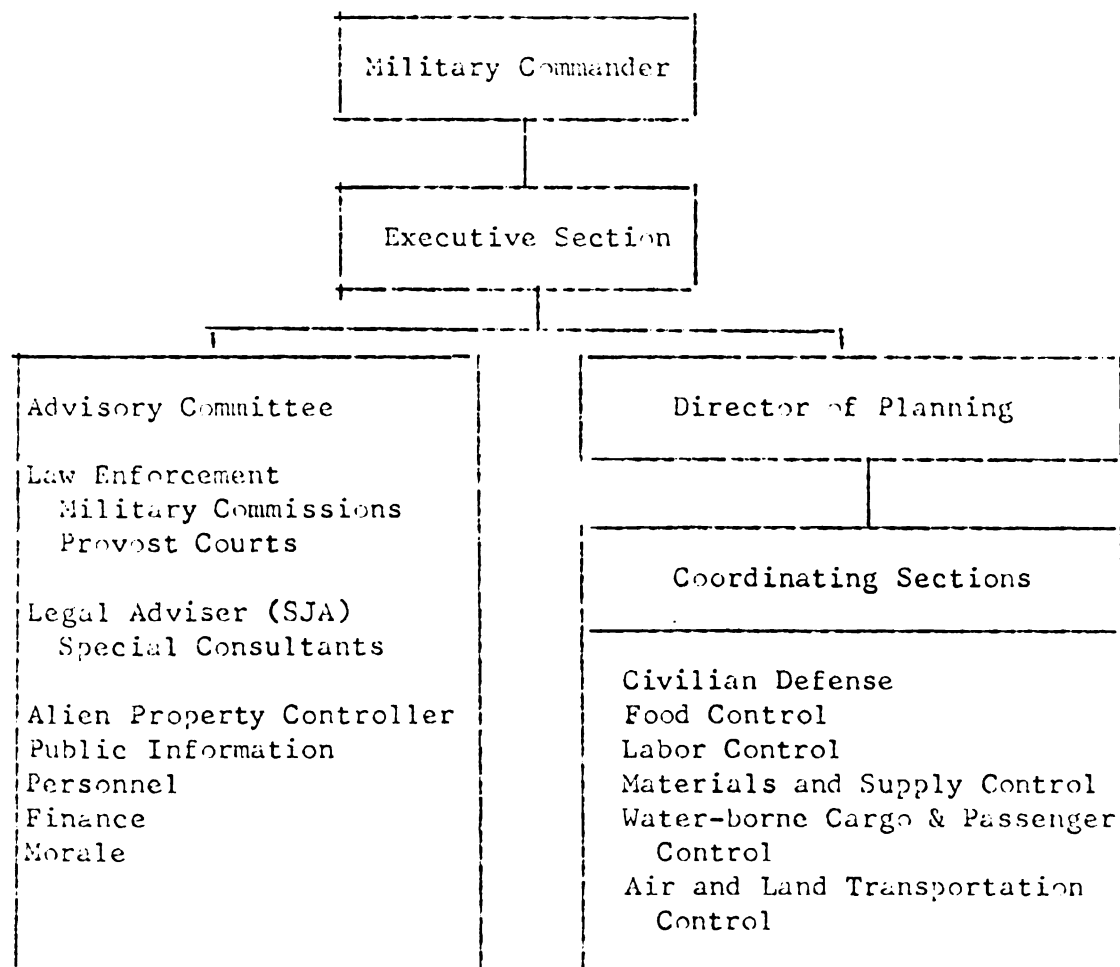 Military Commander
Executive Section
Advisory Committee
Law Enforcement
Military Commissions
Provost Courts
Legal Adviser (SJA)
Special Consultants
Alien Property Controller
Public Information
Personnel
Finance
Morale
Director of Planning
Coordinating Sections
Civilian Defense
Food Control
Labor Control
Materials and Supply Control
Water-borne Cargo & Passenger
Control
Air and Land Transportation
Control